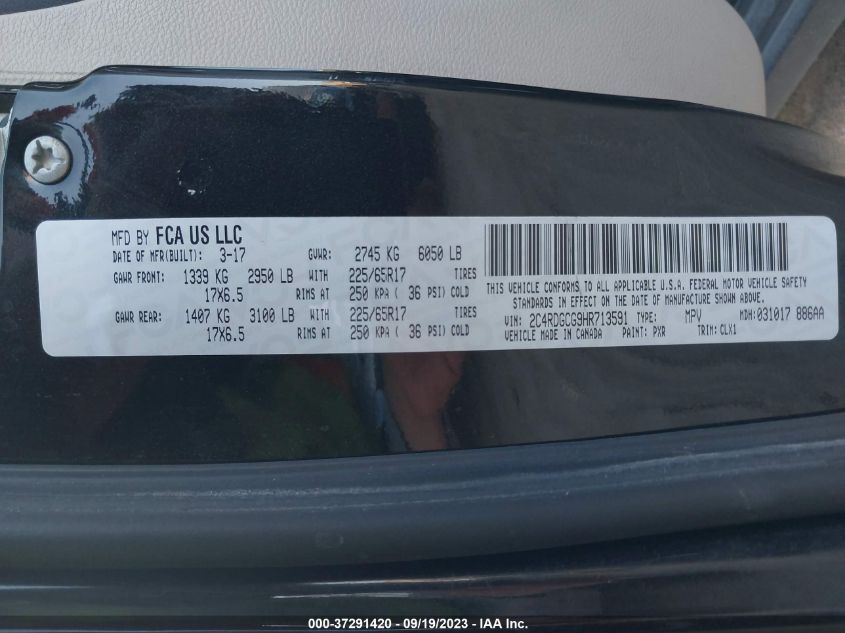 MFD BY FCA US LLC
DATE OF MFR(BUILT): 3-17 GVWR: 2745 KG 6050 LB
GAWR FRONT: 1339 KG 2950 LB WITH 225/65R17 TIRES
17X6.5 RIMS AT 250 KPA ( 36 PSI) COLD
GAWR REAR: 1407 KG 3100 LB WITH 225/65R17 TIRES
17X6.5 RIMS AT 250 KPA ( 36 PSI) COLD
THIS VEHICLE CONFORMS TO ALL APPLICABLE U.S.A. FEDERAL MOTOR VEHICLE SAFETY
STANDARDS IN EFFECT ON THE DATE OF MANUFACTURE SHOWN ABOVE.
VIN: 2C4RDGCG9HR713591 TYPE: MPV MDH: 031017 886AA
VEHICLE MADE IN CANADA PAINT: PXR TRIM: CLX1
000-37291420 - 09/19/2023 - IAAI Inc.